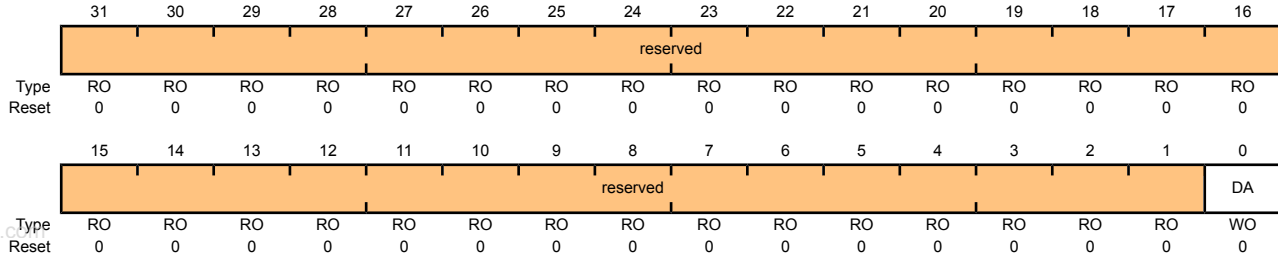 31 30 29 28 27 26 25 24 23 22 21 20 19 18 17 16
reserved
Type RO RO RO RO RO RO RO RO RO RO RO RO RO RO RO RO
Reset 0 0 0 0 0 0 0 0 0 0 0 0 0 0 0 0
15 14 13 12 11 10 9 8 7 6 5 4 3 2 1 0
reserved DA
Type RO RO RO RO RO RO RO RO RO RO RO RO RO RO RO WO
.com
Reset 0 0 0 0 0 0 0 0 0 0 0 0 0 0 0 0